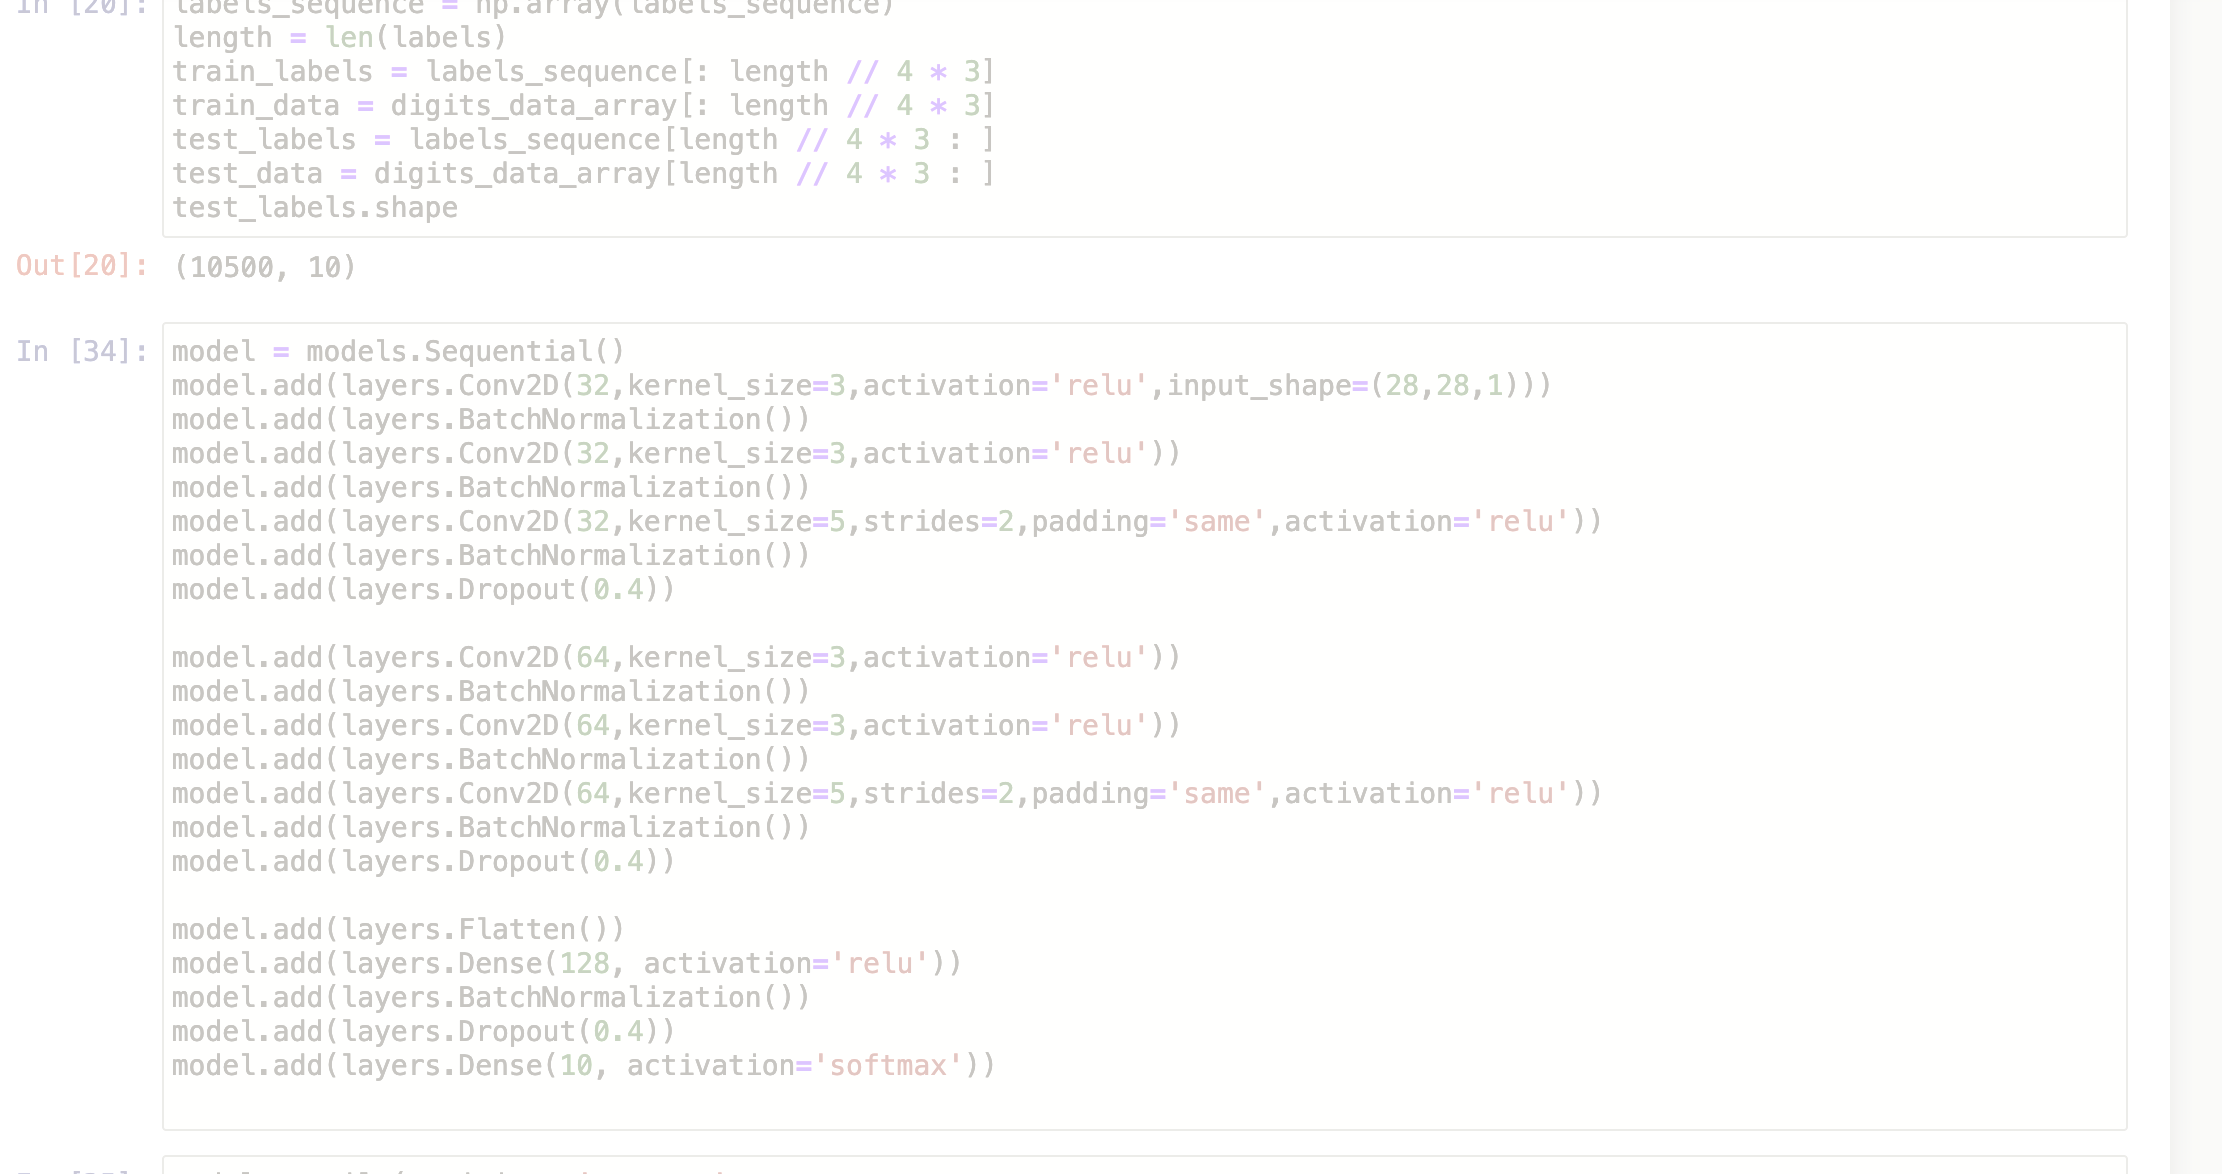 In [20]: labels_sequence = np.array(labels_sequence)
length = len(labels)
train_labels = labels_sequence[: length // 4 * 3]
train_data = digits_data_array[: length // 4 * 3]
test_labels = labels_sequence[length // 4 * 3 : ]
test_data = digits_data_array[length // 4 * 3 : ]
test_labels.shape
Out[20]: (10500, 10)
In [34]: model = models.Sequential()
model.add(layers.Conv2D(32,kernel_size=3,activation='relu',input_shape=(28,28,1)))
model.add(layers.BatchNormalization())
model.add(layers.Conv2D(32,kernel_size=3,activation='relu'))
model.add(layers.BatchNormalization())
model.add(layers.Conv2D(32,kernel_size=5,strides=2,padding='same',activation='relu'))
model.add(layers.BatchNormalization())
model.add(layers.Dropout(0.4))
model.add(layers.Conv2D(64,kernel_size=3,activation='relu'))
model.add(layers.BatchNormalization())
model.add(layers.Conv2D(64,kernel_size=3,activation='relu'))
model.add(layers.BatchNormalization())
model.add(layers.Conv2D(64,kernel_size=5,strides=2,padding='same',activation='relu'))
model.add(layers.BatchNormalization())
model.add(layers.Dropout(0.4))
model.add(layers.Flatten())
model.add(layers.Dense(128, activation='relu'))
model.add(layers.BatchNormalization())
model.add(layers.Dropout(0.4))
model.add(layers.Dense(10, activation='softmax'))